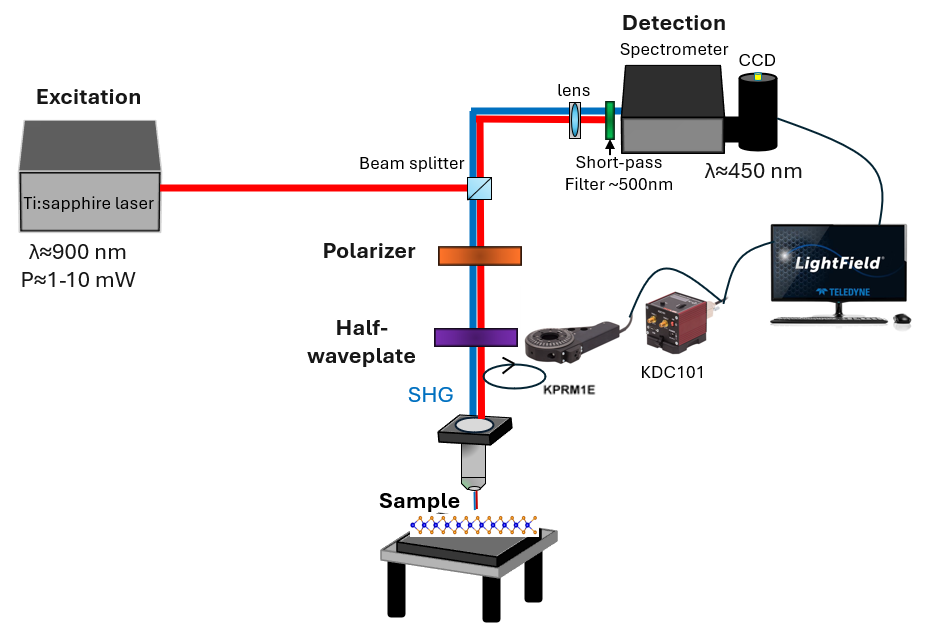 Detection
Spectrometer
CCD
Excitation
lens
Beam splitter
Short-pass
Filter ~500nm
λ≈450 nm
Ti:sapphire laser
λ≈900 nm
P≈1-10 mW
Polarizer
LightField®
TELEDYNE
Half-
waveplate
KDC101
SHG
KPRM1E
Sample